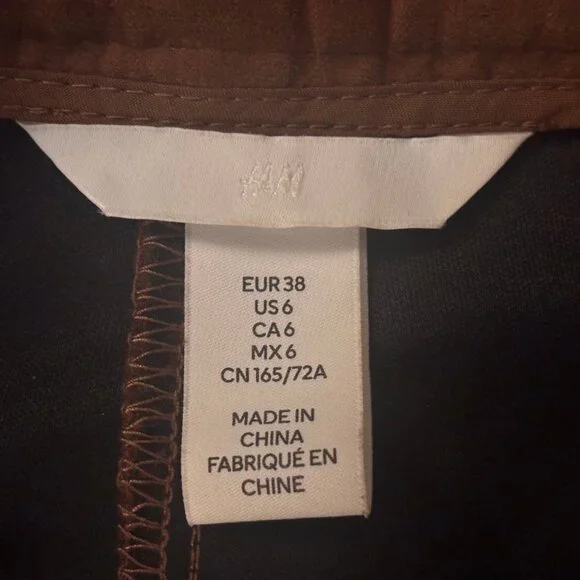 H&M
EUR 38
US 6
CA 6
MX 6
CN 165/72A
MADE IN
CHINA
FABRIQUÉ EN
CHINE